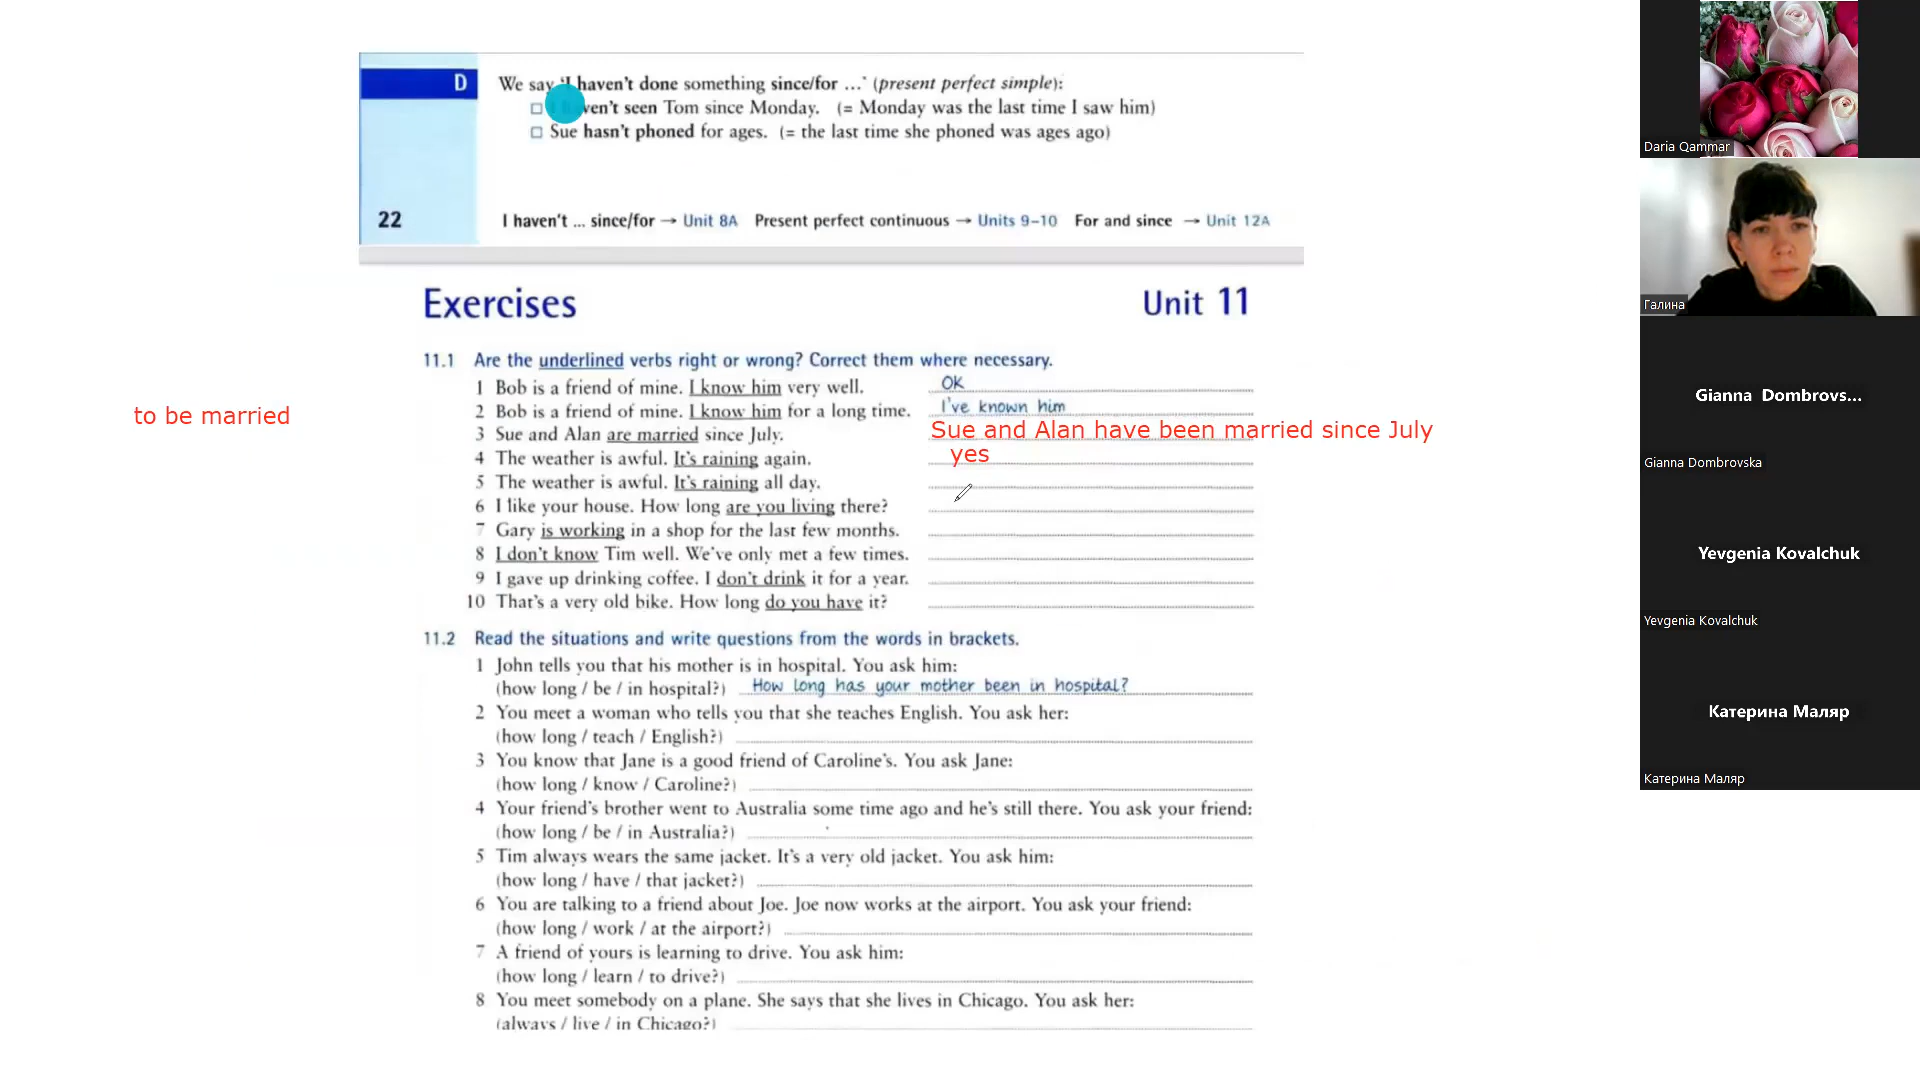 D
We say 'I haven't done something since/for ...' (present perfect simple):
haven't seen Tom since Monday. (= Monday was the last time I saw him)
Sue hasn't phoned for ages. (= the last time she phoned was ages ago)
22
I haven't ... since/for → Unit 8A Present perfect continuous → Units 9–10 For and since → Unit 12A
Exercises
Unit 11
11.1 Are the underlined verbs right or wrong? Correct them where necessary.
1 Bob is a friend of mine. I know him very well. OK
2 Bob is a friend of mine. I know him for a long time. I've known him
to be married
3 Sue and Alan are married since July. Sue and Alan have been married since July
4 The weather is awful. It's raining again. yes
5 The weather is awful. It's raining all day.
6 I like your house. How long are you living there?
7 Gary is working in a shop for the last few months.
8 I don't know Tim well. We've only met a few times.
9 I gave up drinking coffee. I don't drink it for a year.
10 That's a very old bike. How long do you have it?
11.2 Read the situations and write questions from the words in brackets.
1 John tells you that his mother is in hospital. You ask him:
(how long / be / in hospital?) How long has your mother been in hospital?
2 You meet a woman who tells you that she teaches English. You ask her:
(how long / teach / English?)
3 You know that Jane is a good friend of Caroline's. You ask Jane:
(how long / know / Caroline?)
4 Your friend's brother went to Australia some time ago and he's still there. You ask your friend:
(how long / be / in Australia?)
5 Tim always wears the same jacket. It's a very old jacket. You ask him:
(how long / have / that jacket?)
6 You are talking to a friend about Joe. Joe now works at the airport. You ask your friend:
(how long / work / at the airport?)
7 A friend of yours is learning to drive. You ask him:
(how long / learn / to drive?)
8 You meet somebody on a plane. She says that she lives in Chicago. You ask her:
(always / live / in Chicago?)
Daria Qammar
Галина
Gianna Dombrovs...
Gianna Dombrovska
Yevgenia Kovalchuk
Yevgenia Kovalchuk
Катерина Маляр
Катерина Маляр